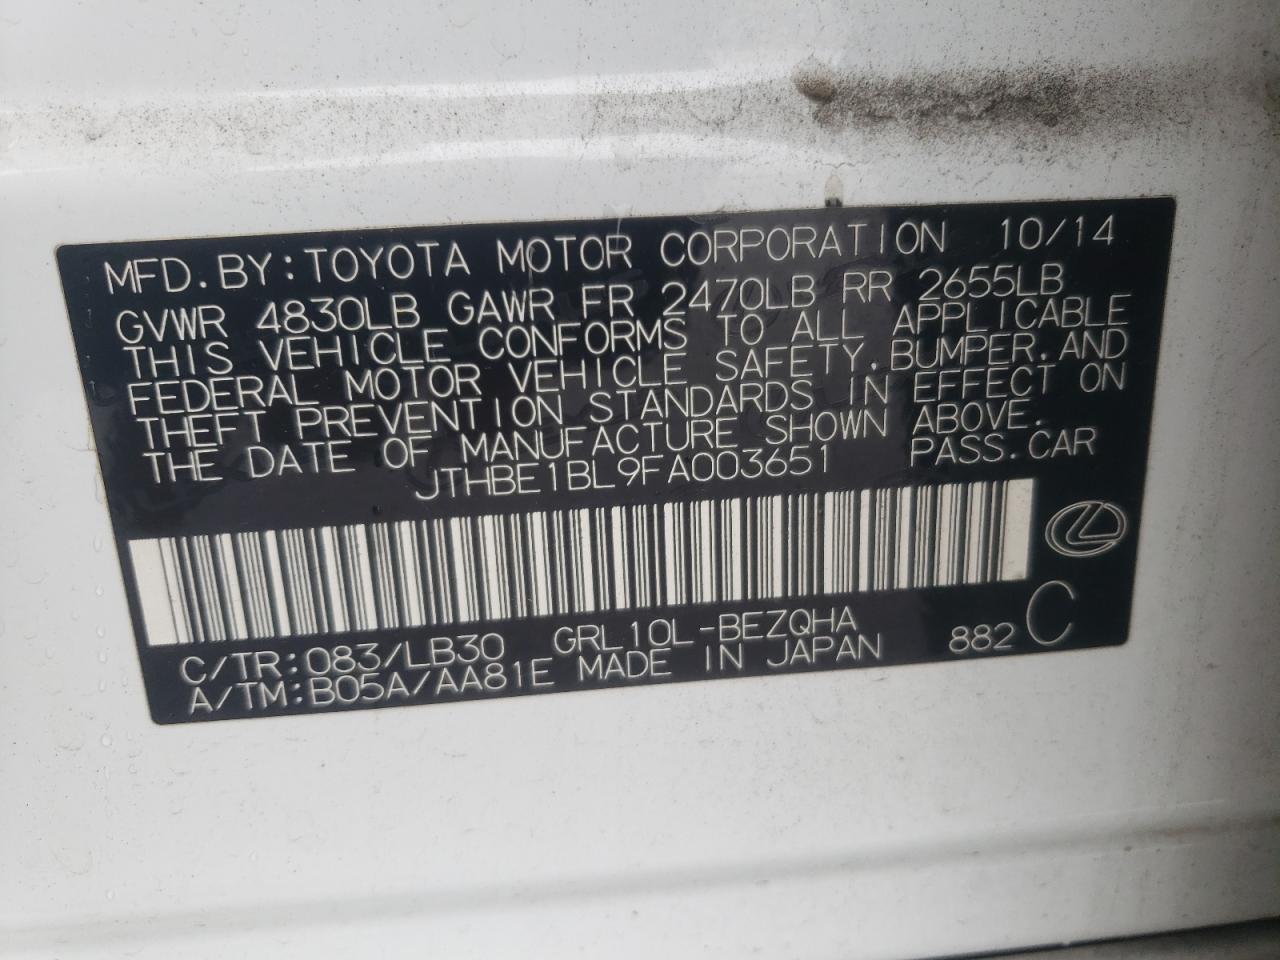 MFD.BY:TOYOTA MOTOR CORPORATION 10/14
GVWR 4830LB GAWR FR 2470LB RR 2655LB
THIS VEHICLE CONFORMS TO ALL APPLICABLE
FEDERAL MOTOR VEHICLE SAFETY,BUMPER,AND
THEFT PREVENTION STANDARDS IN EFFECT ON
THE DATE OF MANUFACTURE SHOWN ABOVE.
JTHBE1BL9FA003651 PASS.CAR
C/TR:083/LB30 GRL10L-BEZQHA 882 C
A/TM:B05A/AA81E MADE IN JAPAN